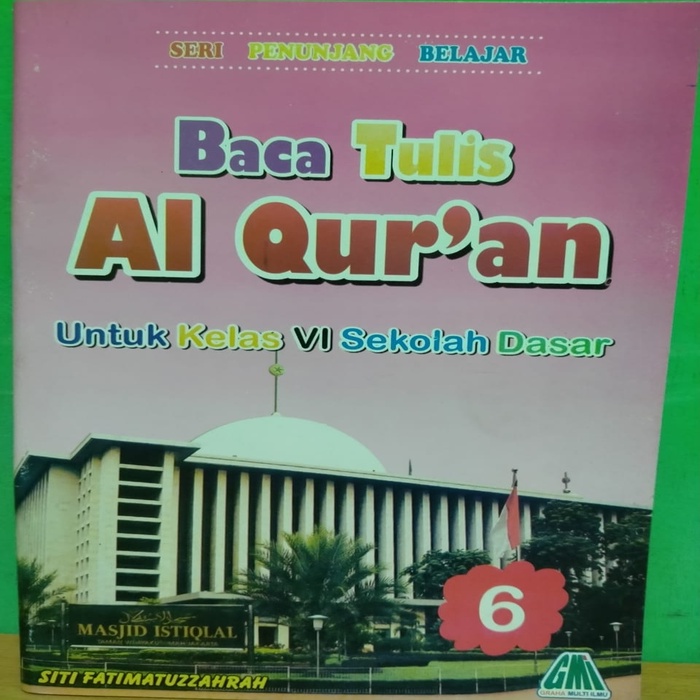 SERI PENUNJANG BELAJAR
Baca Tulis
Al Qur'an
Untuk Kelas VI Sekolah Dasar
MASJID ISTIQLAL
6
SITI FATIMATUZZAHRAH
GMI
GRAHA MULTI ILMU